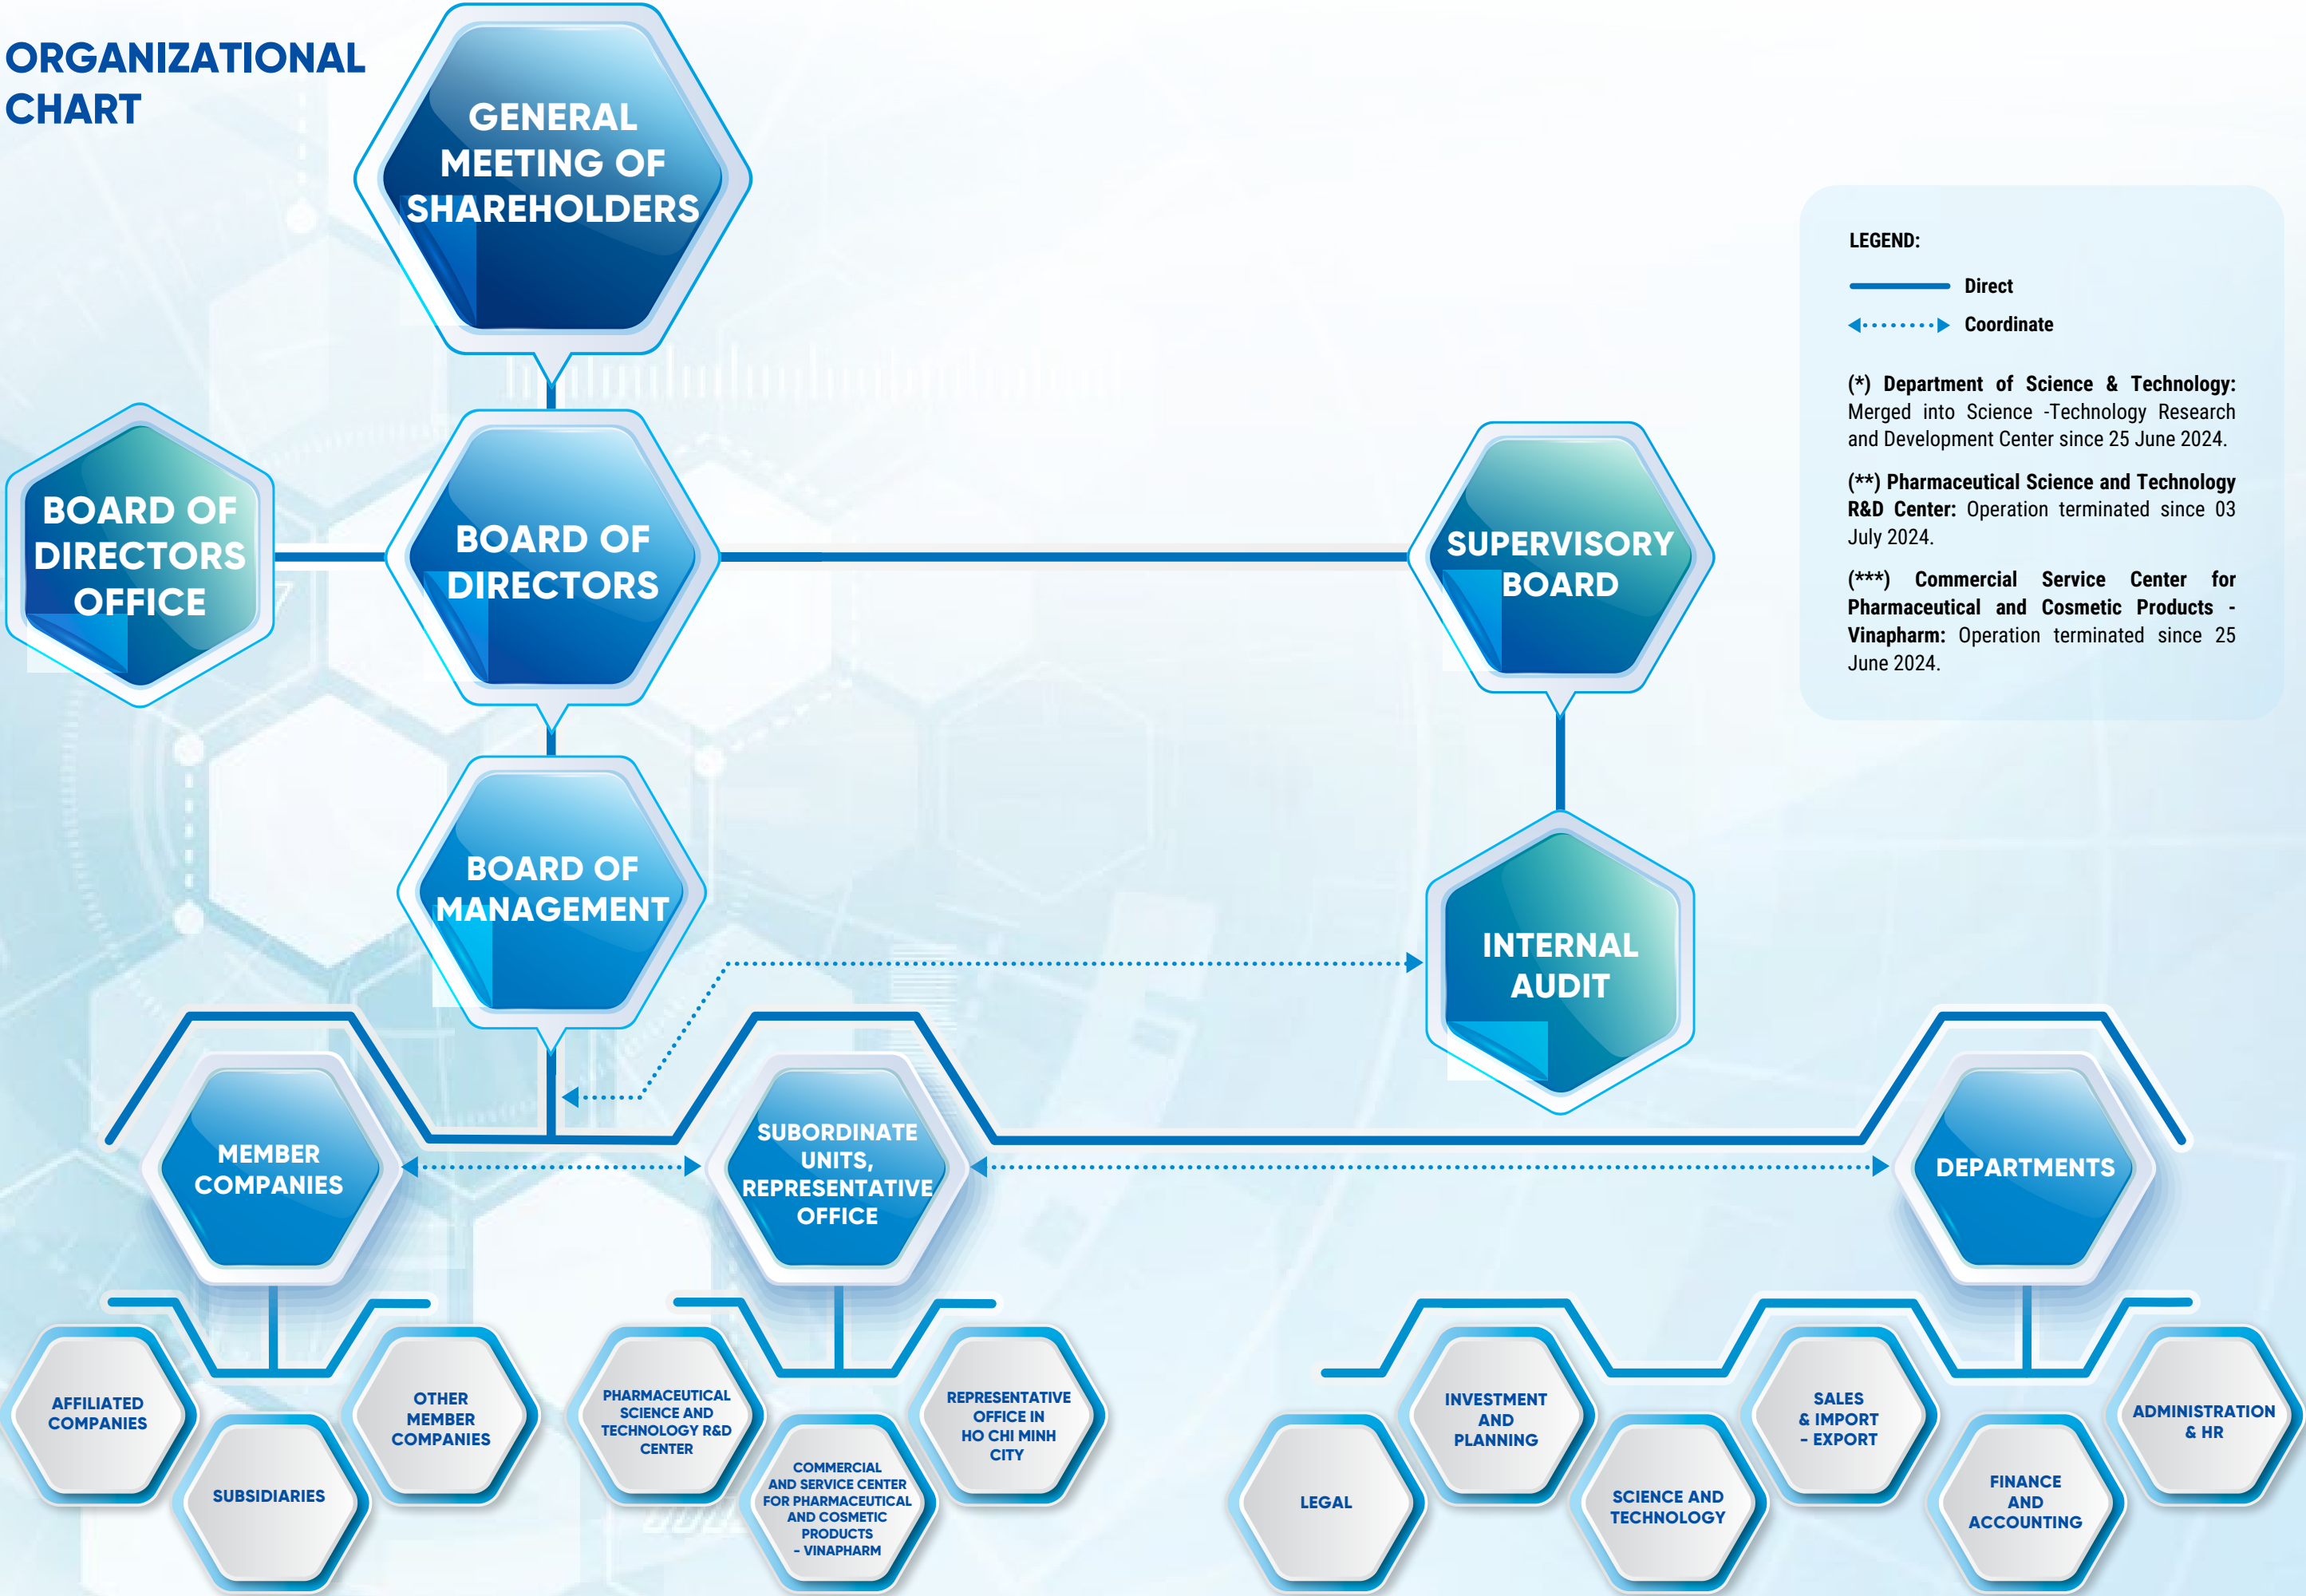 ORGANIZATIONAL
CHART
GENERAL
MEETING OF
SHAREHOLDERS
LEGEND:
Direct
Coordinate
(*) Department of Science & Technology:
Merged into Science -Technology Research
and Development Center since 25 June 2024.
(**) Pharmaceutical Science and Technology
R&D Center: Operation terminated since 03
July 2024.
(***) Commercial Service Center for
Pharmaceutical and Cosmetic Products -
Vinapharm: Operation terminated since 25
June 2024.
BOARD OF
DIRECTORS
OFFICE
BOARD OF
DIRECTORS
SUPERVISORY
BOARD
BOARD OF
MANAGEMENT
INTERNAL
AUDIT
MEMBER
COMPANIES
SUBORDINATE
UNITS,
REPRESENTATIVE
OFFICE
DEPARTMENTS
AFFILIATED
COMPANIES
SUBSIDIARIES
OTHER
MEMBER
COMPANIES
PHARMACEUTICAL
SCIENCE AND
TECHNOLOGY R&D
CENTER
COMMERCIAL
AND SERVICE CENTER
FOR PHARMACEUTICAL
AND COSMETIC
PRODUCTS
- VINAPHARM
REPRESENTATIVE
OFFICE IN
HO CHI MINH
CITY
LEGAL
INVESTMENT
AND
PLANNING
SCIENCE AND
TECHNOLOGY
SALES
& IMPORT
- EXPORT
FINANCE
AND
ACCOUNTING
ADMINISTRATION
& HR